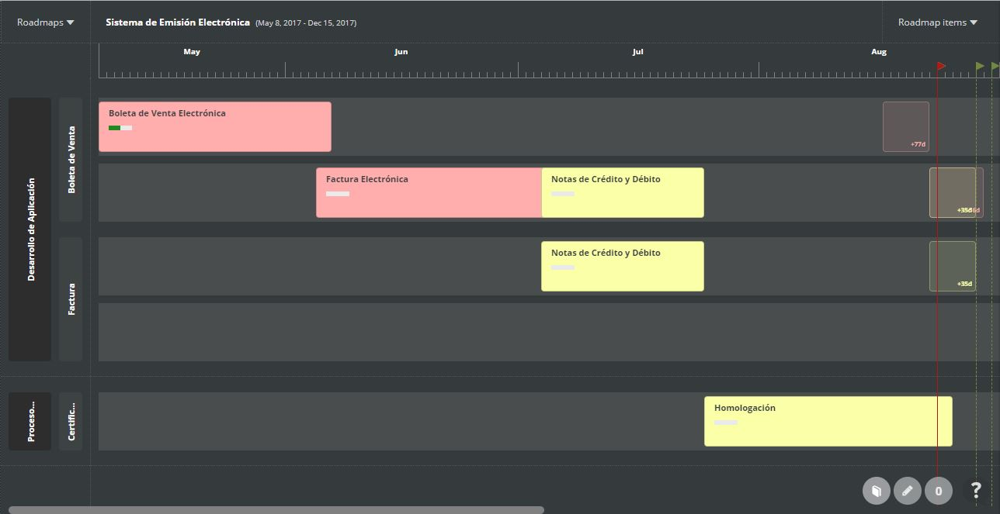 Roadmaps
Sistema de Emisión Electrónica (May 8, 2017 - Dec 15, 2017)
Roadmap items
May Jun Jul Aug
Desarrollo de Aplicación
Boleta de Venta
Boleta de Venta Electrónica
+77d
Factura Electrónica
Notas de Crédito y Débito
+35d
Factura
Notas de Crédito y Débito
+35d
Proceso...
Certific...
Homologación
0
?